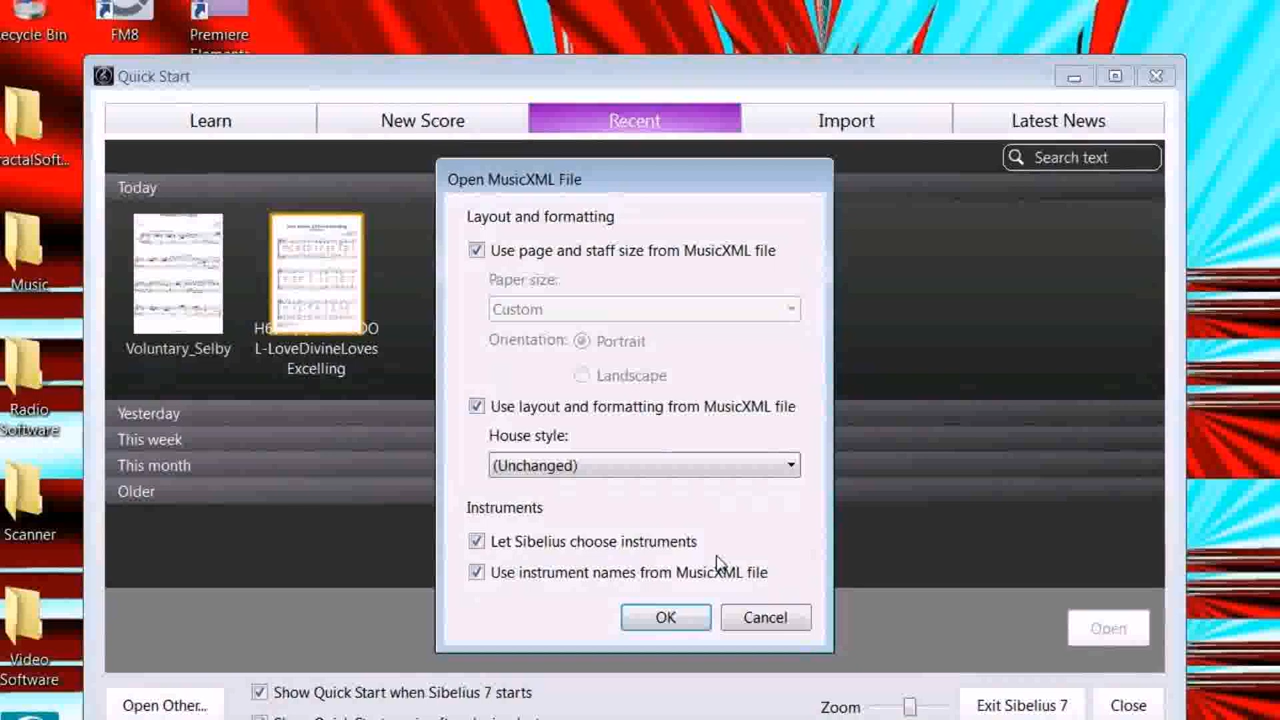 ecycle Bin
FM8
Premiere
Elements
Quick Start
Learn
New Score
Recent
Import
Latest News
Search text
Today
Voluntary_Selby
L-LoveDivineLoves
Excelling
Yesterday
This week
This month
Older
Open MusicXML File
Layout and formatting
Use page and staff size from MusicXML file
Paper size:
Custom
Orientation:
Portrait
Landscape
Use layout and formatting from MusicXML file
House style:
(Unchanged)
Instruments
Let Sibelius choose instruments
Use instrument names from MusicXML file
OK
Cancel
Open
ractalSoft...
Music
Radio
Software
Scanner
Video
Software
Open Other...
Show Quick Start when Sibelius 7 starts
Zoom
Exit Sibelius 7
Close